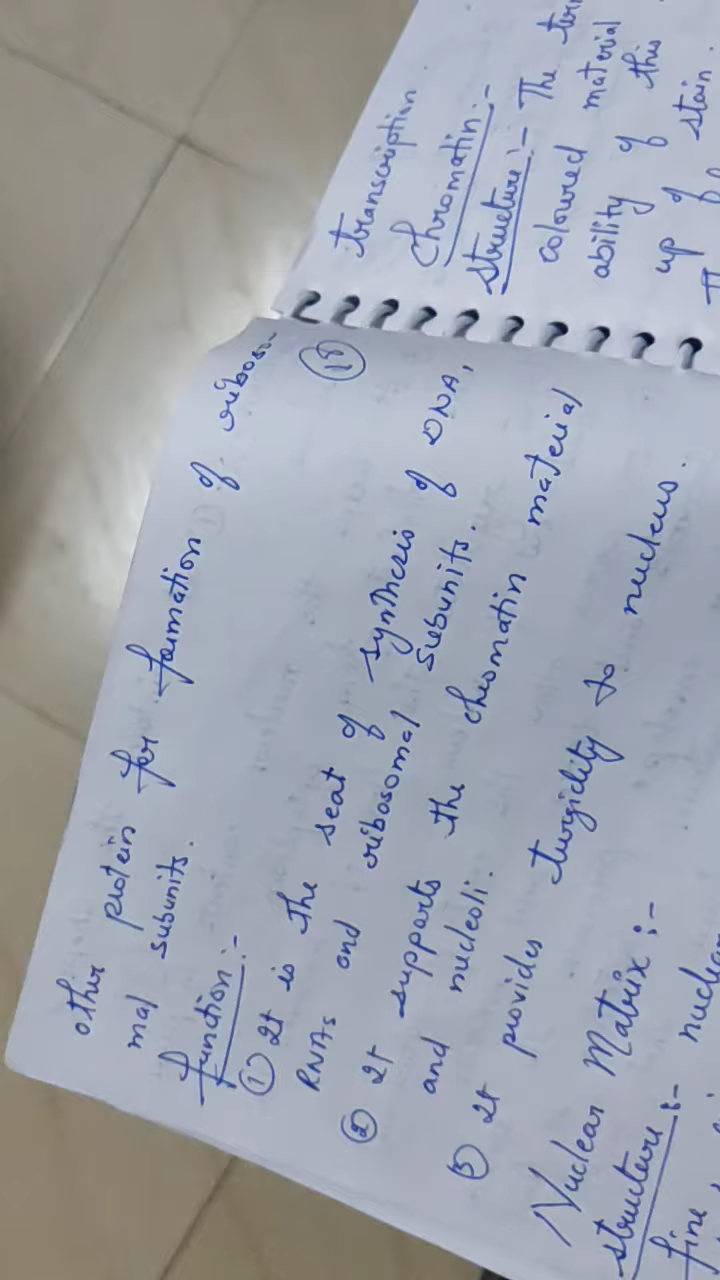 other protein for formation of riboso-
mal subunits.
function :-
① It is the seat of synthesis of DNA,
RNAs and ribosomal subunits.
② It supports the chromatin material
and nucleoli.
③ It provides turgidity to nucleus.
Nuclear Matrix :-
structure :- nuclear
fine
transcription
chromatin :-
structure :- The
coloured material
ability of this
up of stain.